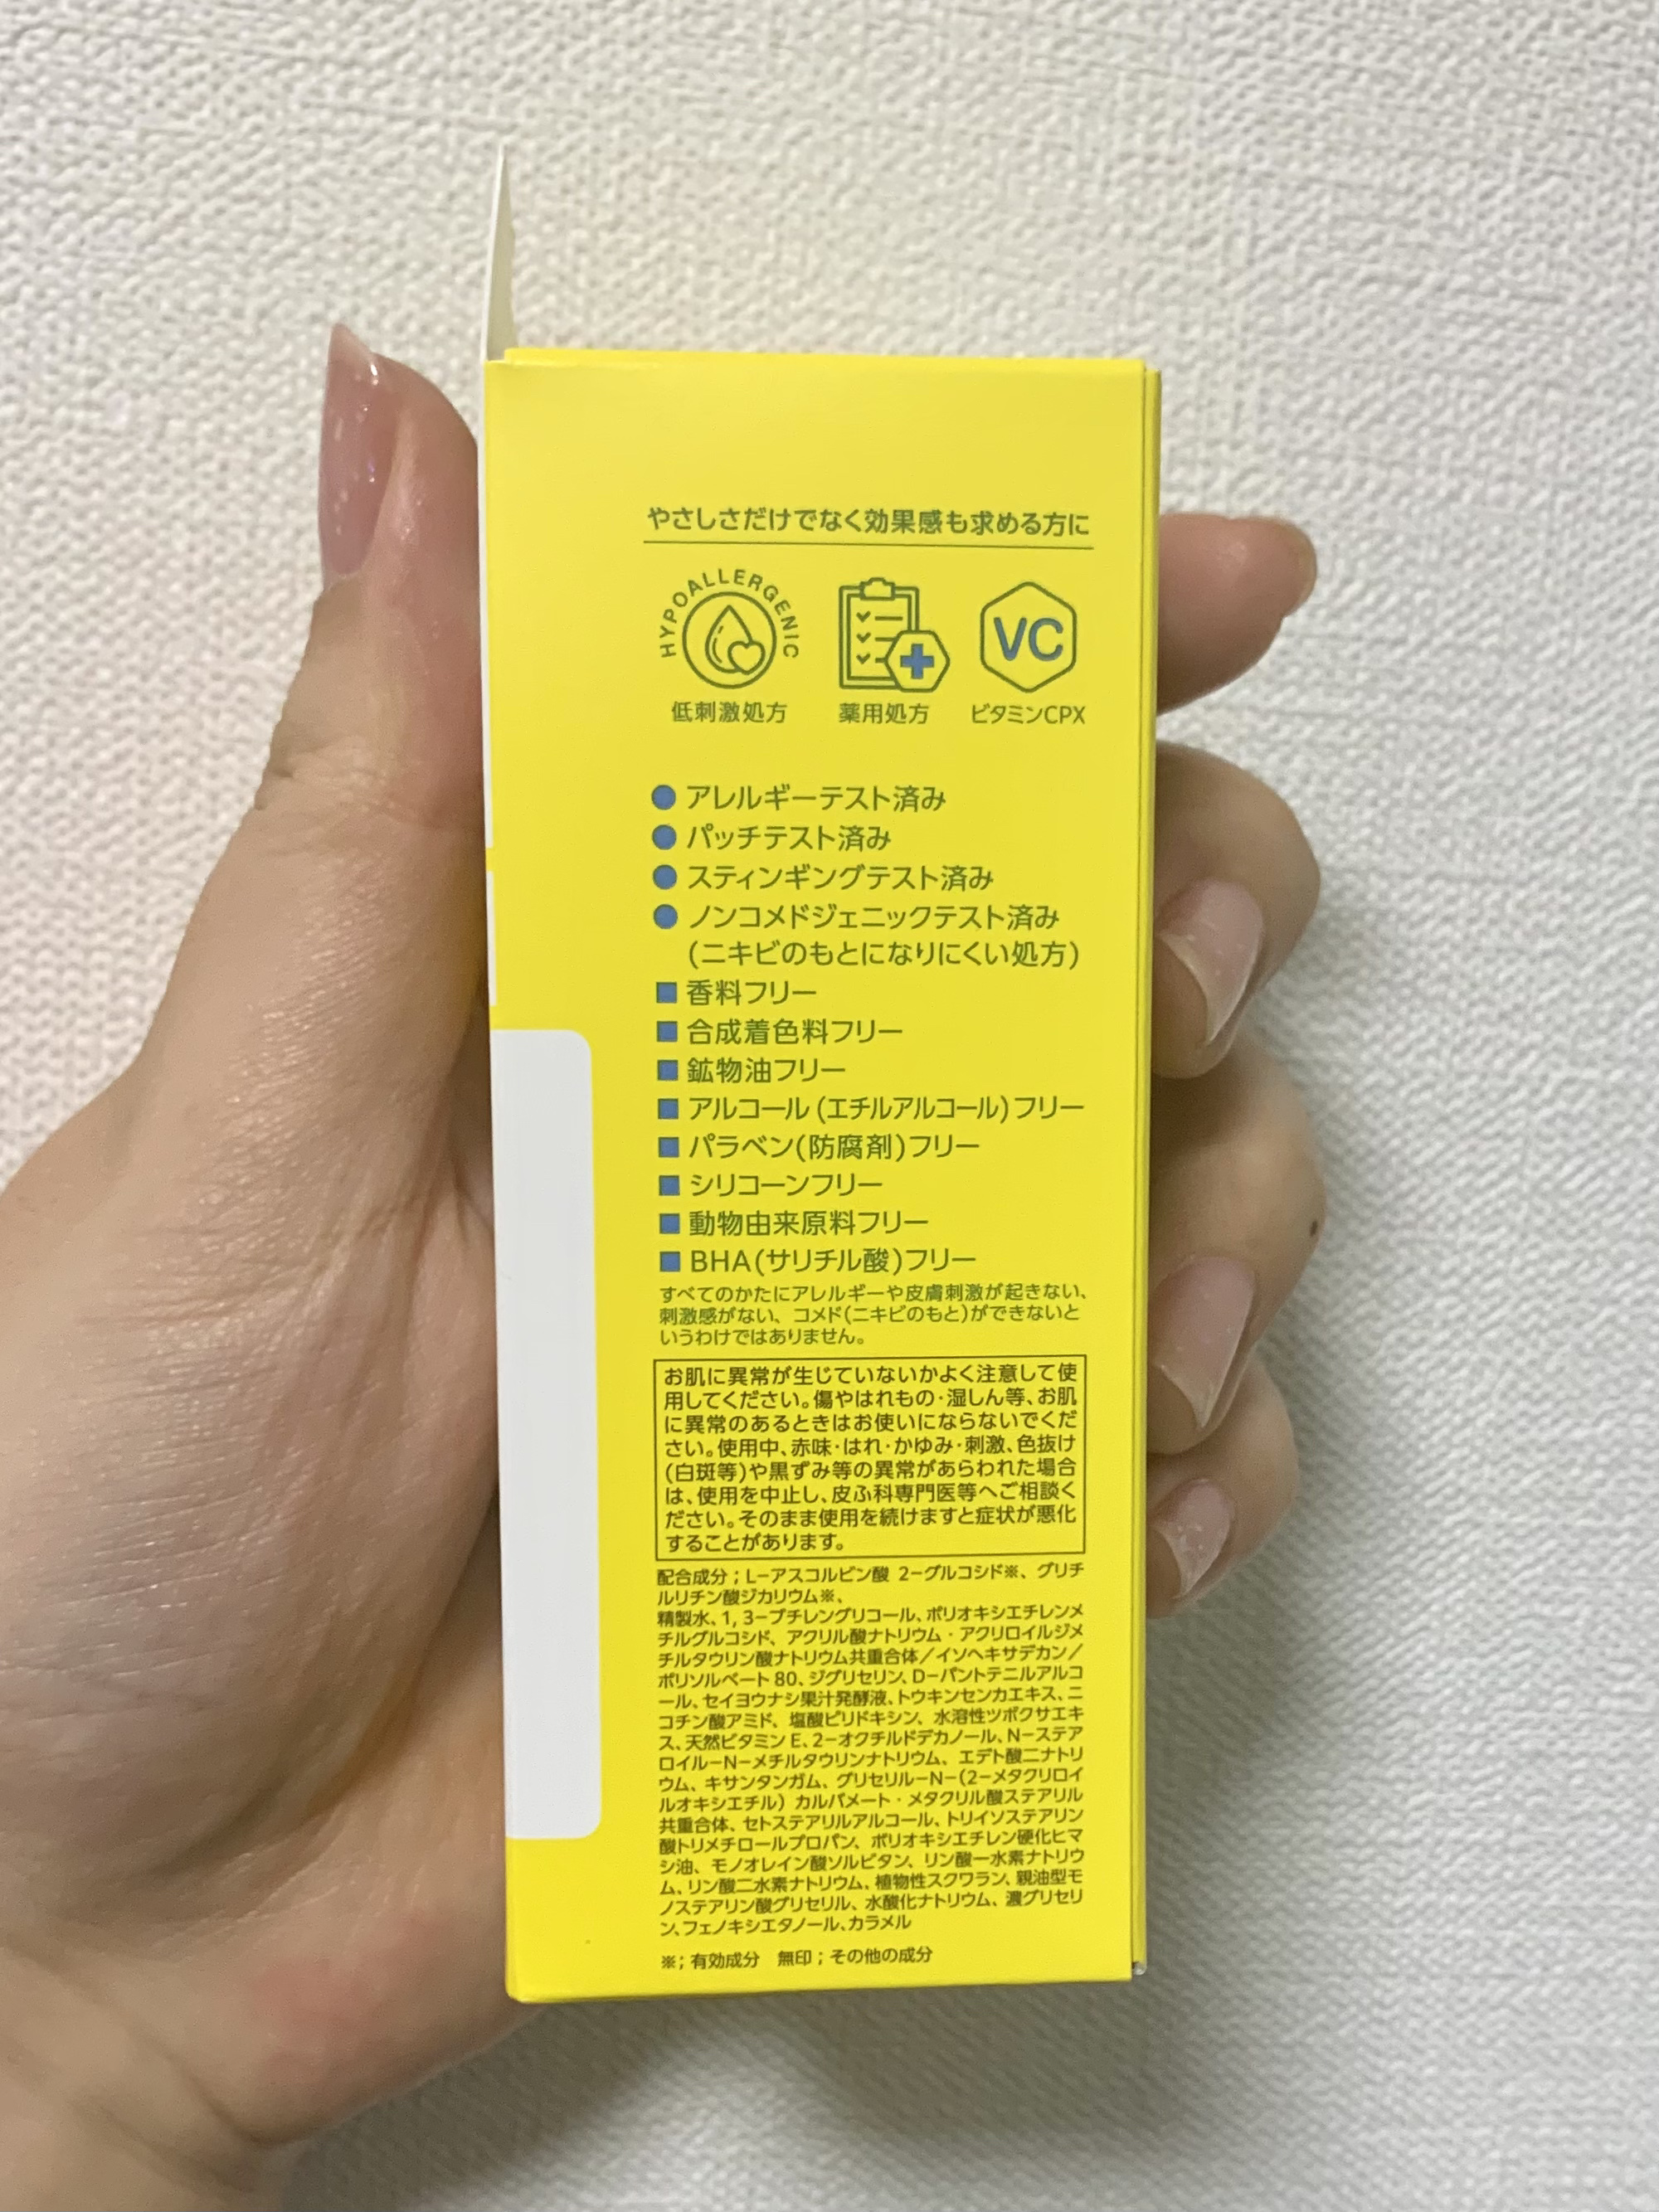 やさしさだけでなく効果感も求める方に
HYPOALLERGENIC
VC
低刺激処方 薬用処方 ビタミンCPX
● アレルギーテスト済み
● パッチテスト済み
● スティンギングテスト済み
● ノンコメドジェニックテスト済み
(ニキビのもとになりにくい処方)
■ 香料フリー
■ 合成着色料フリー
■ 鉱物油フリー
■ アルコール(エチルアルコール)フリー
■ パラベン(防腐剤)フリー
■ シリコーンフリー
■ 動物由来原料フリー
■ BHA(サリチル酸)フリー
すべてのかたにアレルギーや皮膚刺激が起きない、
刺激感がない、コメド(ニキビのもと)ができないと
いうわけではありません。
お肌に異常が生じていないかよく注意して使
用してください。傷やはれもの・湿しん等、お肌
に異常のあるときはお使いにならないでくだ
さい。使用中、赤味・はれ・かゆみ・刺激、色抜け
(白斑等)や黒ずみ等の異常があらわれた場合
は、使用を中止し、皮ふ科専門医等へご相談く
ださい。そのまま使用を続けますと症状が悪化
することがあります。
配合成分；L−アスコルビン酸 2−グルコシド※、グリチ
ルリチン酸ジカリウム※、
精製水、1, 3−ブチレングリコール、ポリオキシエチレンメ
チルグルコシド、アクリル酸ナトリウム・アクリロイルジメ
チルタウリン酸ナトリウム共重合体／イソヘキサデカン／
ポリソルベート 80、ジグリセリン、D−パントテニルアルコ
ール、セイヨウナシ果汁発酵液、トウキンセンカエキス、ニ
コチン酸アミド、塩酸ピリドキシン、水溶性ツボクサエキ
ス、天然ビタミン E、2−オクチルドデカノール、N−ステア
ロイル−N−メチルタウリンナトリウム、エデト酸二ナトリ
ウム、キサンタンガム、グリセリル−N−(2−メタクリロイ
ルオキシエチル) カルバメート・メタクリル酸ステアリル
共重合体、セトステアリルアルコール、トリイソステアリン
酸トリメチロールプロパン、ポリオキシエチレン硬化ヒマ
シ油、モノオレイン酸ソルビタン、リン酸一水素ナトリウ
ム、リン酸二水素ナトリウム、植物性スクワラン、親油型モ
ノステアリン酸グリセリル、水酸化ナトリウム、濃グリセリ
ン、フェノキシエタノール、カラメル
※；有効成分 無印；その他の成分